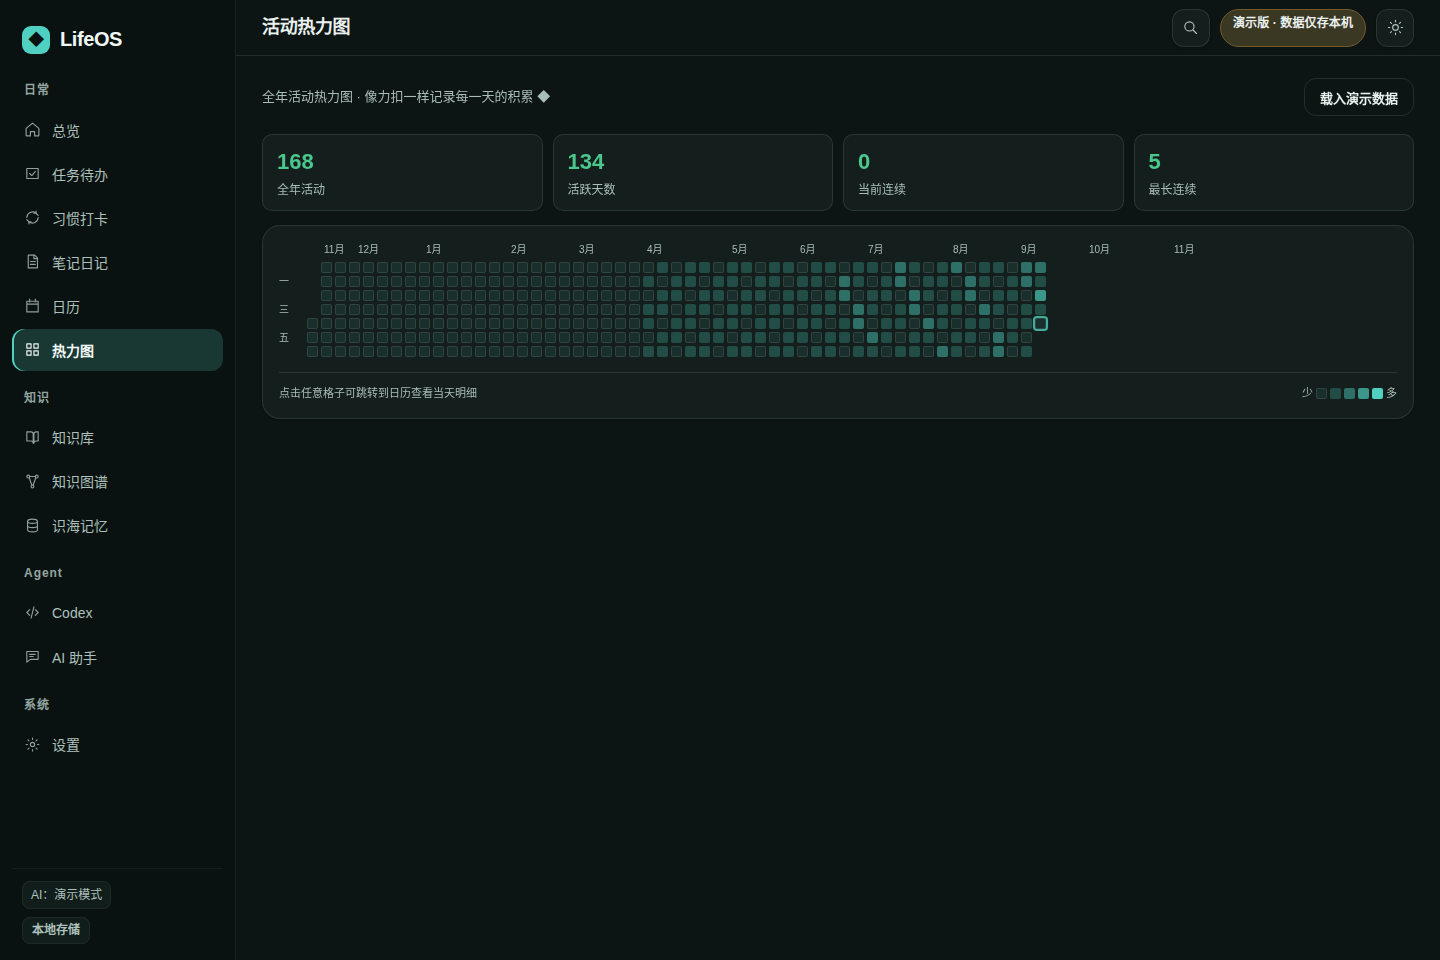 LifeOS
日常
总览
任务待办
习惯打卡
笔记日记
日历
热力图
知识
知识库
知识图谱
识海记忆
Agent
Codex
AI 助手
系统
设置
AI：演示模式
本地存储
活动热力图
演示版 · 数据仅存本机
全年活动热力图 · 像力扣一样记录每一天的积累 ◆
载入演示数据
168
全年活动
134
活跃天数
0
当前连续
5
最长连续
11月 12月 1月 2月 3月 4月 5月 6月 7月 8月 9月 10月 11月
一
三
五
点击任意格子可跳转到日历查看当天明细
少 多